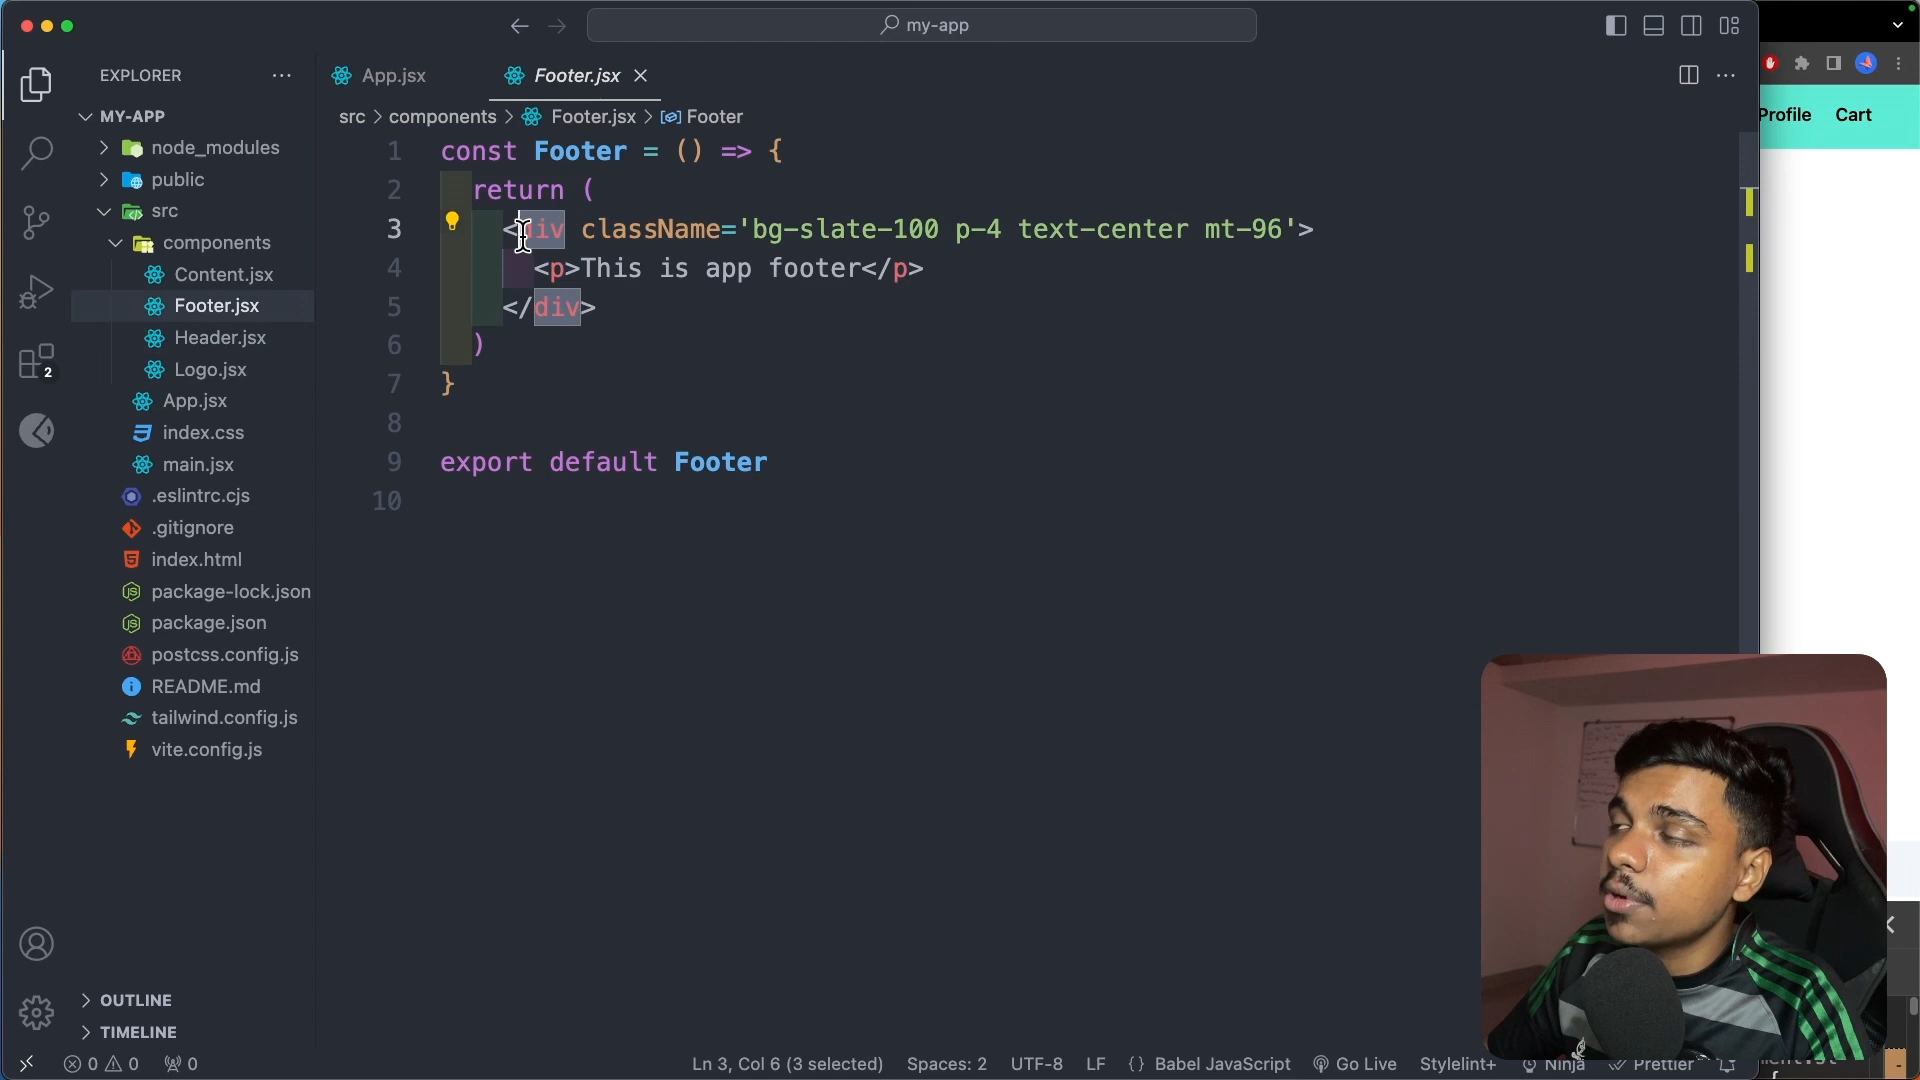 my-app
EXPLORER
App.jsx
Footer.jsx
Profile
Cart
MY-APP
src > components > Footer.jsx > Footer
node_modules
public
src
components
Content.jsx
Footer.jsx
Header.jsx
Logo.jsx
App.jsx
index.css
main.jsx
.eslintrc.cjs
.gitignore
index.html
package-lock.json
package.json
postcss.config.js
README.md
tailwind.config.js
vite.config.js
1 const Footer = () => {
2 return (
3 <div className='bg-slate-100 p-4 text-center mt-96'>
4 <p>This is app footer</p>
5 </div>
6 )
7 }
8
9 export default Footer
10
2
OUTLINE
TIMELINE
0 0 0
Ln 3, Col 6 (3 selected)
Spaces: 2
UTF-8
LF
{} Babel JavaScript
Go Live
Stylelint+
Ninja
Prettier